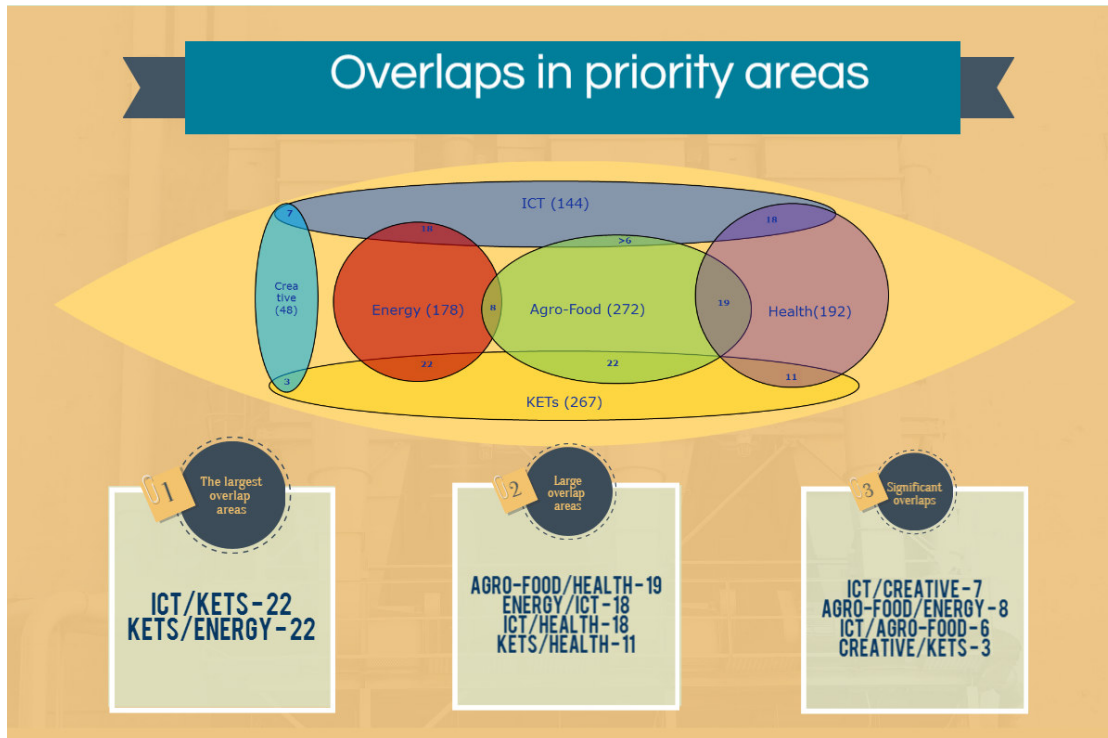 Overlaps in priority areas
ICT (144)
7
18
>6
18
Crea
tive
(48)
Energy (178)
8
Agro-Food (272)
19
Health(192)
3
22
22
11
KETs (267)
1
The largest
overlap
areas
ICT/KETS-22
KETS/ENERGY-22
2
Large
overlap
areas
AGRO-FOOD/HEALTH-19
ENERGY/ICT-18
ICT/HEALTH-18
KETS/HEALTH-11
3
Significant
overlaps
ICT/CREATIVE-7
AGRO-FOOD/ENERGY-8
ICT/AGRO-FOOD-6
CREATIVE/KETS-3